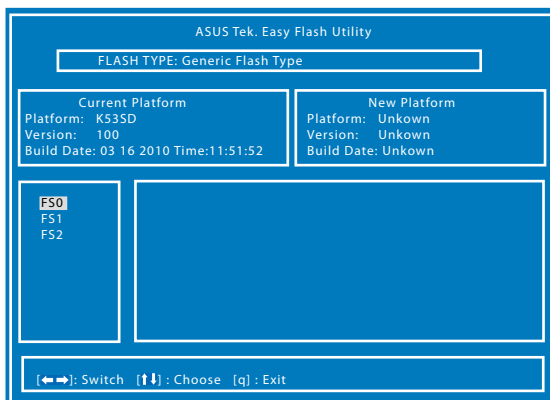 ASUS Tek. Easy Flash Utility
FLASH TYPE: Generic Flash Type
Current Platform
Platform: K53SD
Version: 100
Build Date: 03 16 2010 Time:11:51:52
New Platform
Platform: Unkown
Version: Unkown
Build Date: Unkown
FS0
FS1
FS2
[←→]: Switch [↑↓] : Choose [q] : Exit